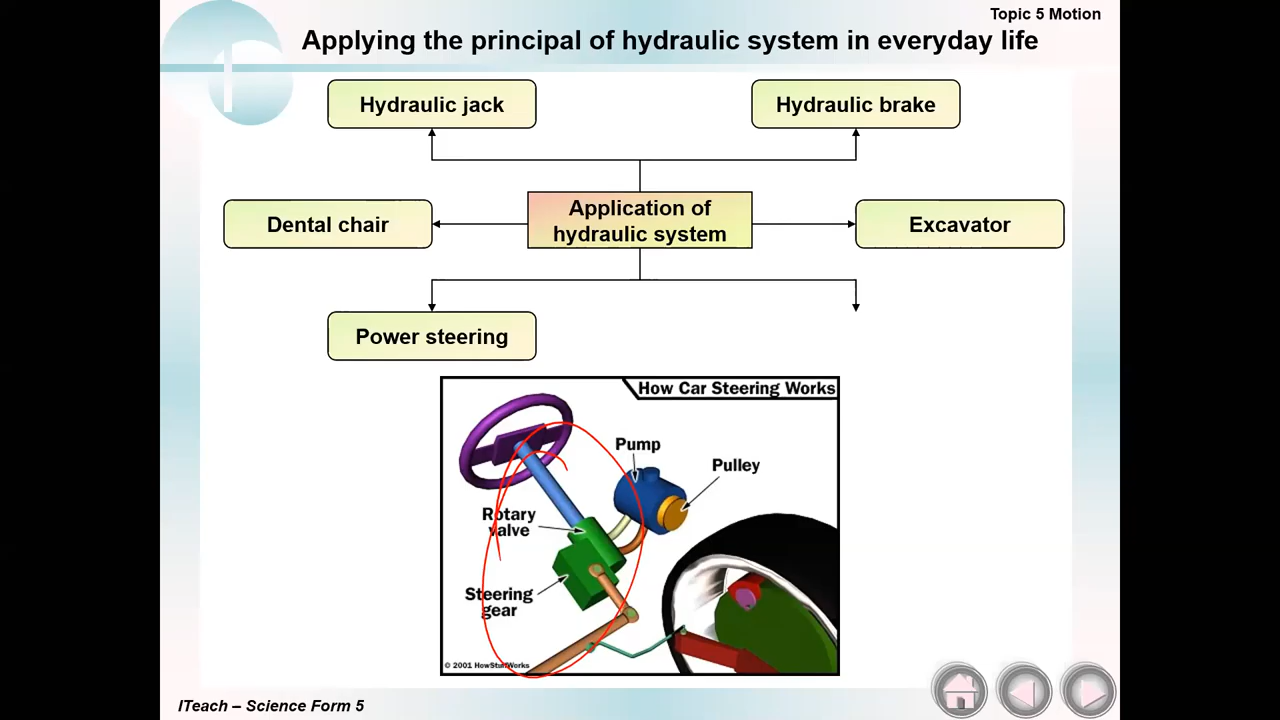 Topic 5 Motion
Applying the principal of hydraulic system in everyday life
Hydraulic jack
Hydraulic brake
Application of
hydraulic system
Dental chair
Excavator
Power steering
How Car Steering Works
Pump
Pulley
Rotary
valve
Steering
gear
© 2001 HowStuffWorks
ITeach – Science Form 5